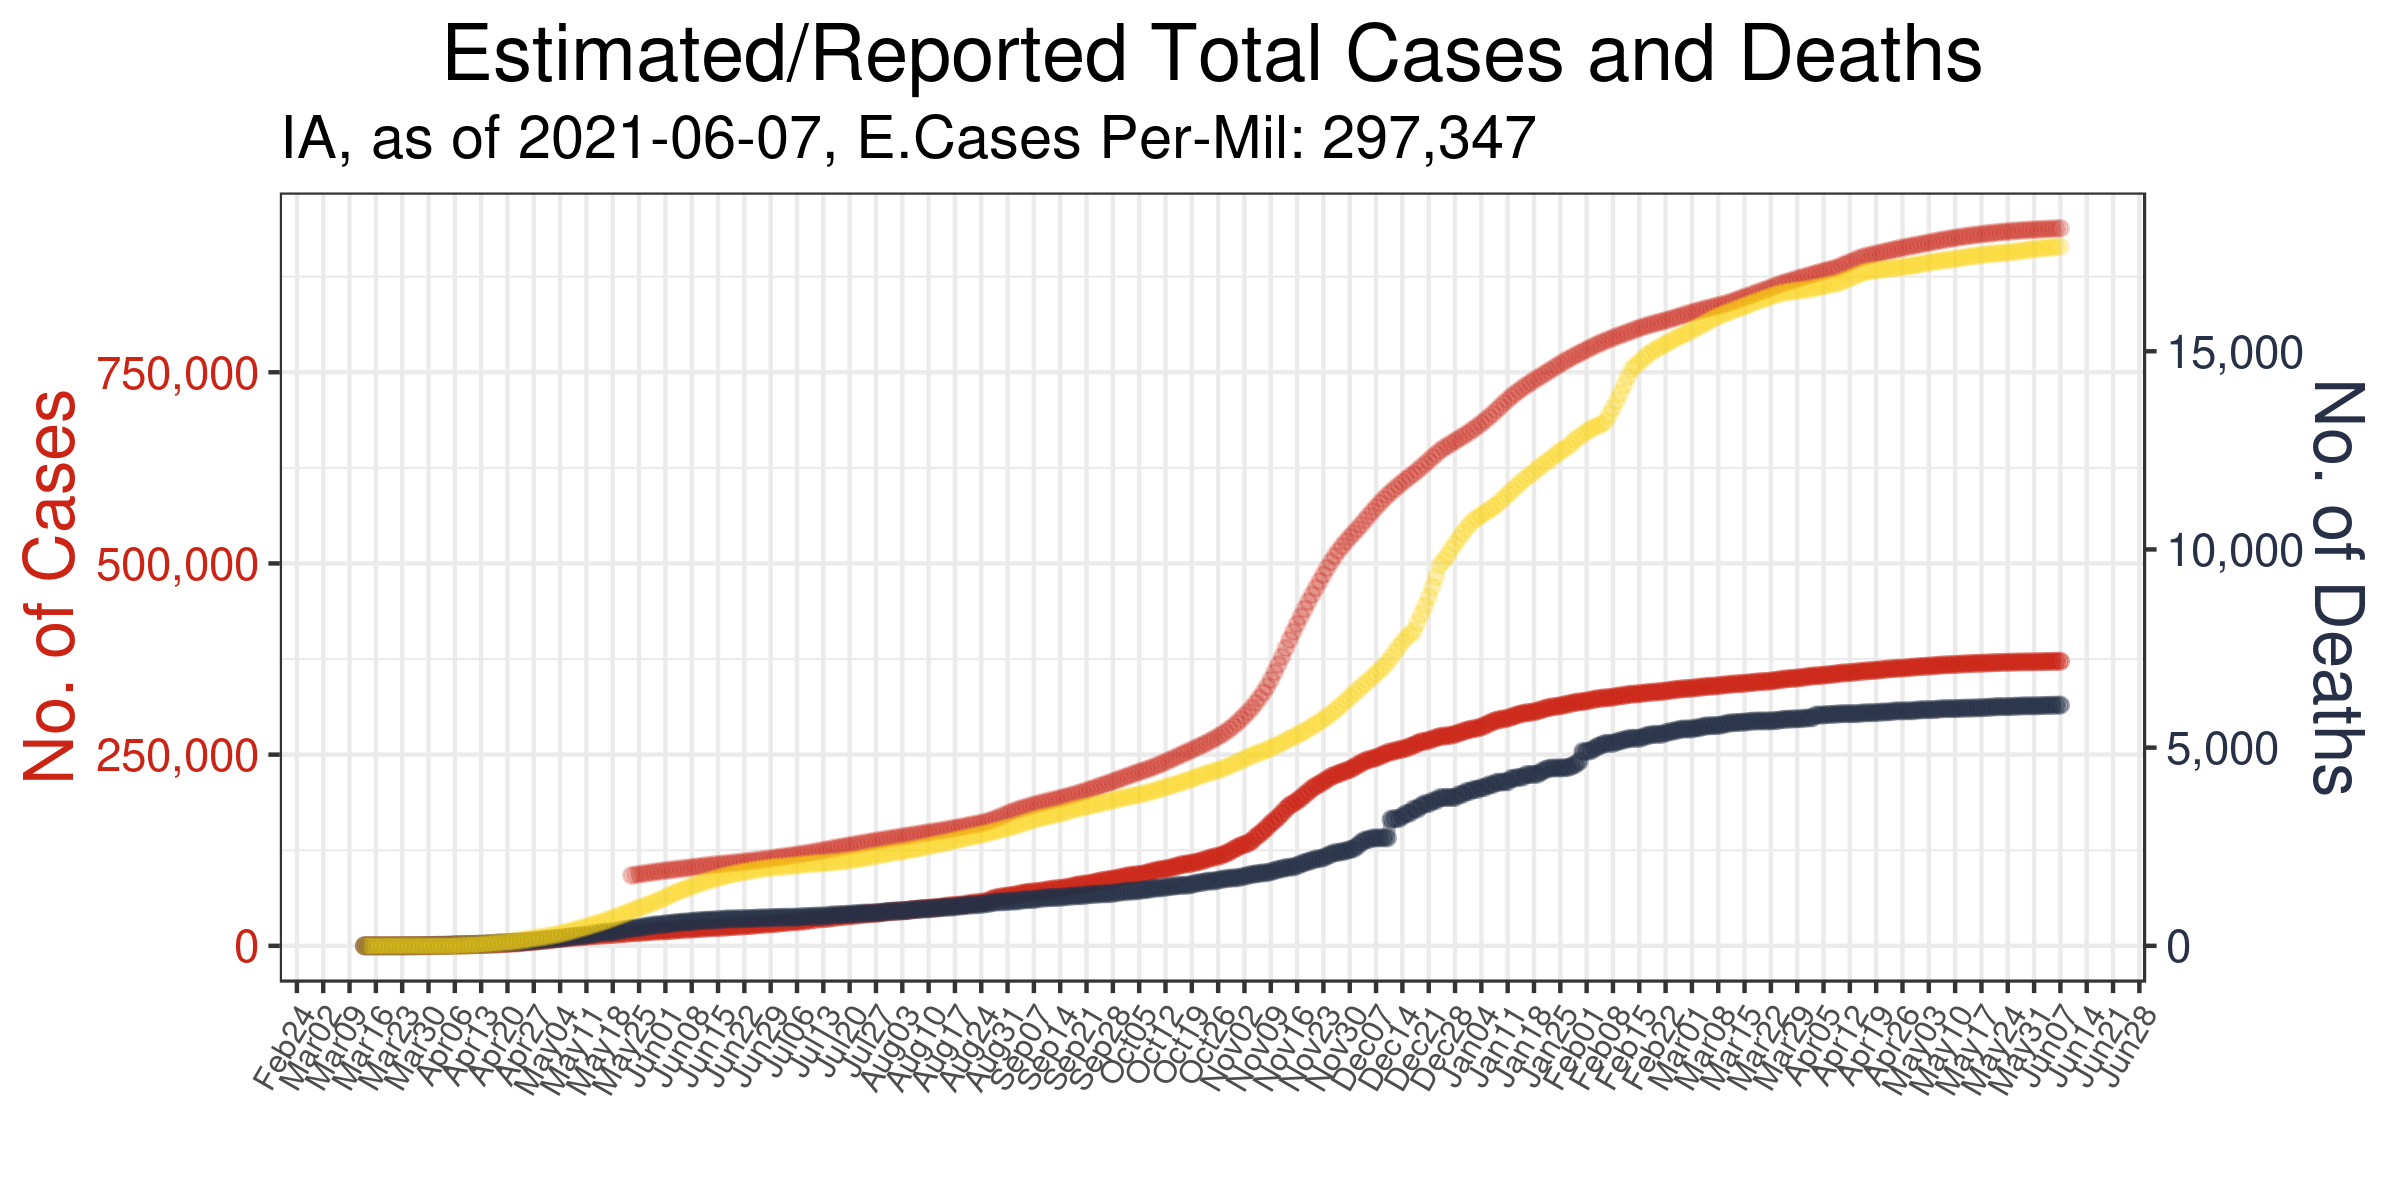 Estimated/Reported Total Cases and Deaths
IA, as of 2021-06-07, E.Cases Per-Mil: 297,347
No. of Cases
750,000
500,000
250,000
0
15,000
10,000
5,000
0
No. of Deaths
Feb24
Mar02
Mar09
Mar16
Mar23
Mar30
Apr06
Apr13
Apr20
Apr27
May04
May11
May18
May25
Jun01
Jun08
Jun15
Jun22
Jun29
Jul06
Jul13
Jul20
Jul27
Aug03
Aug10
Aug17
Aug24
Aug31
Sep07
Sep14
Sep21
Sep28
Oct05
Oct12
Oct19
Oct26
Nov02
Nov09
Nov16
Nov23
Nov30
Dec07
Dec14
Dec21
Dec28
Jan04
Jan11
Jan18
Jan25
Feb01
Feb08
Feb15
Feb22
Mar01
Mar08
Mar15
Mar22
Mar29
Apr05
Apr12
Apr19
Apr26
May03
May10
May17
May24
May31
Jun07
Jun14
Jun21
Jun28